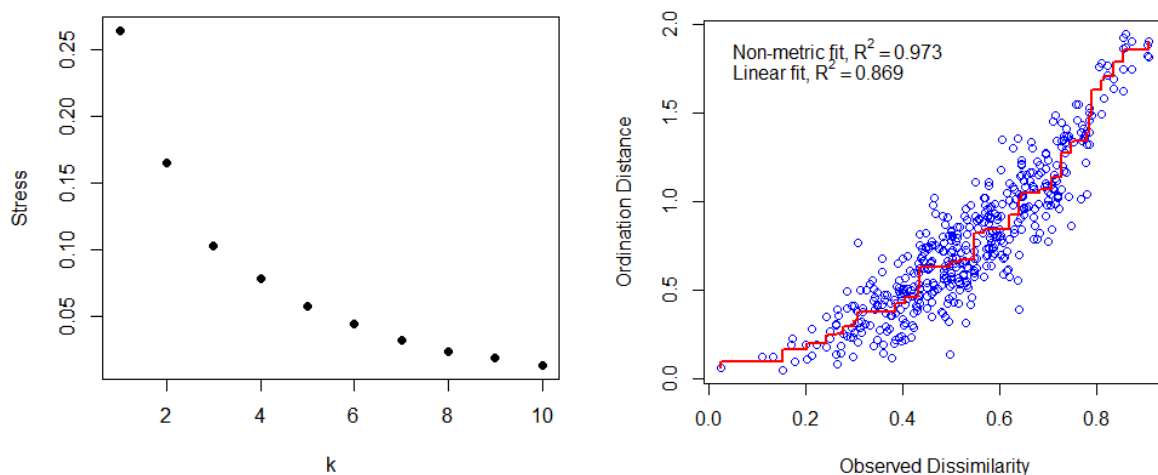 Stress
0.25
0.20
0.15
0.10
0.05
2 4 6 8 10
k
Ordination Distance
2.0
1.5
1.0
0.5
0.0
Non-metric fit, R² = 0.973
Linear fit, R² = 0.869
0.0 0.2 0.4 0.6 0.8
Observed Dissimilarity